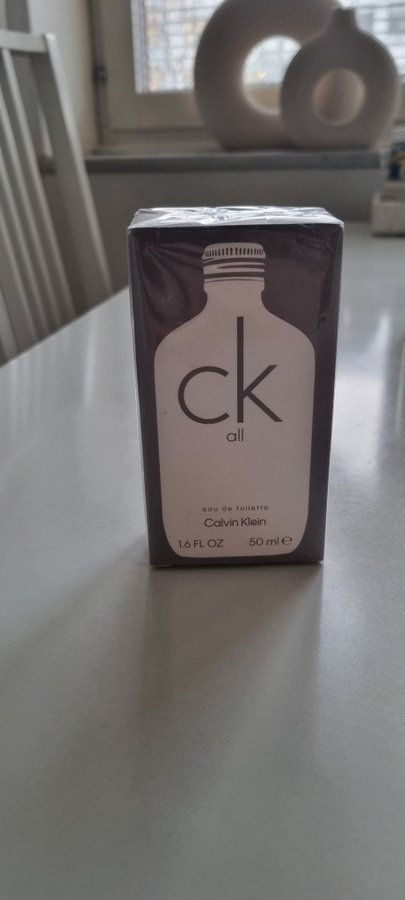 ck
all
eau de toilette
Calvin Klein
1.6 FL OZ 50 ml ℮